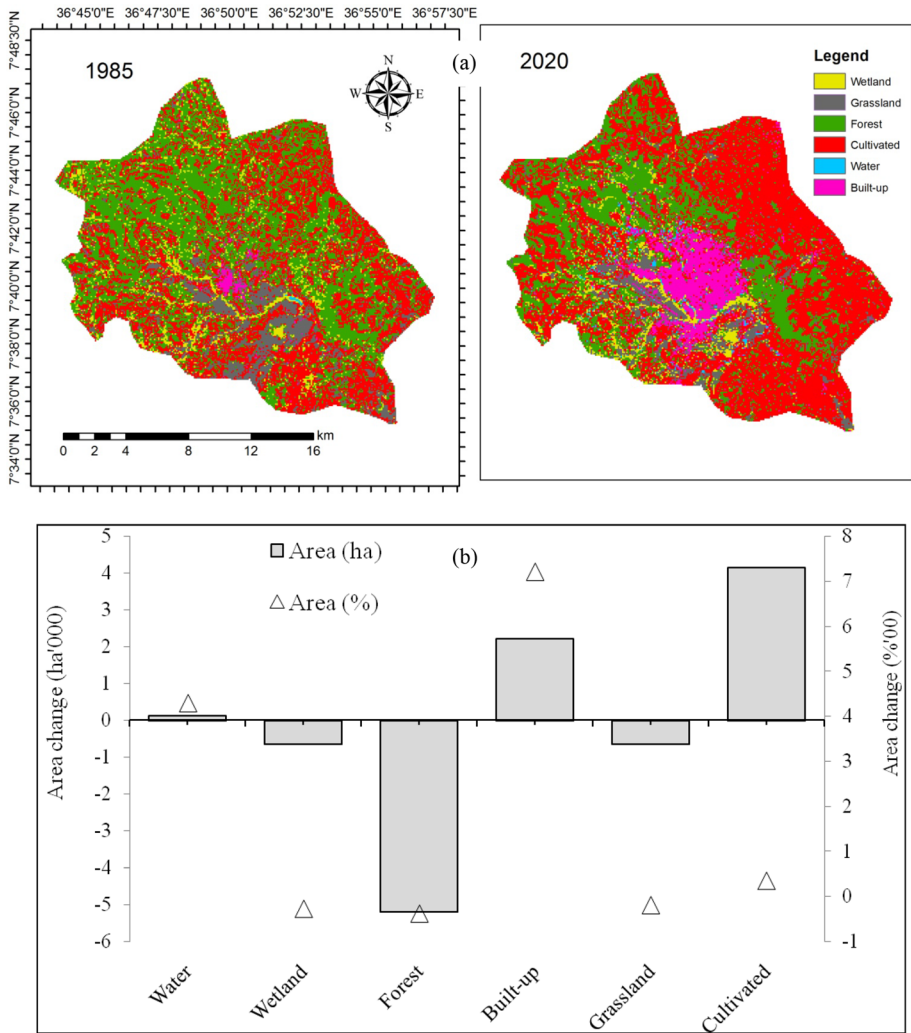 36°45'0"E 36°47'30"E 36°50'0"E 36°52'30"E 36°55'0"E 36°57'30"E
(a)
1985
N
W E
S
2020
Legend
Wetland
Grassland
Forest
Cultivated
Water
Built-up
7°48'30"N
7°46'0"N
7°44'0"N
7°42'0"N
7°40'0"N
7°38'0"N
7°36'0"N
7°34'0"N
km
0 2 4 8 12 16
(b)
Area (ha)
Area (%)
Area change (ha'000)
5
4
3
2
1
0
-1
-2
-3
-4
-5
-6
Area change (%'00)
8
7
6
5
4
3
2
1
0
-1
Water
Wetland
Forest
Built-up
Grassland
Cultivated